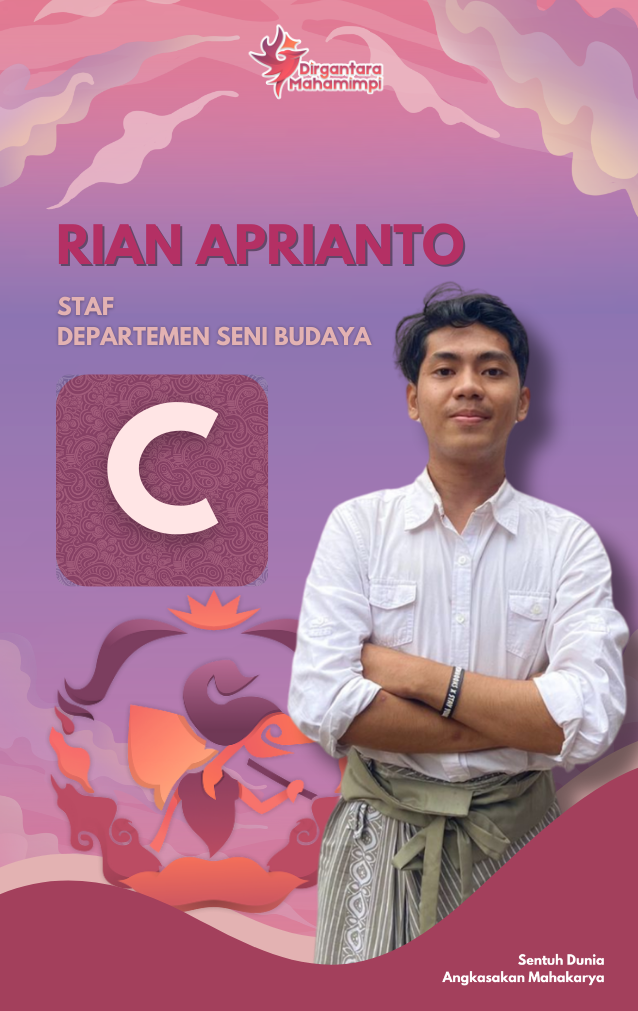 Dirgantara
Mahamimpi
RIAN APRIANTO
STAF
DEPARTEMEN SENI BUDAYA
C
Sentuh Dunia
Angkasakan Mahakarya